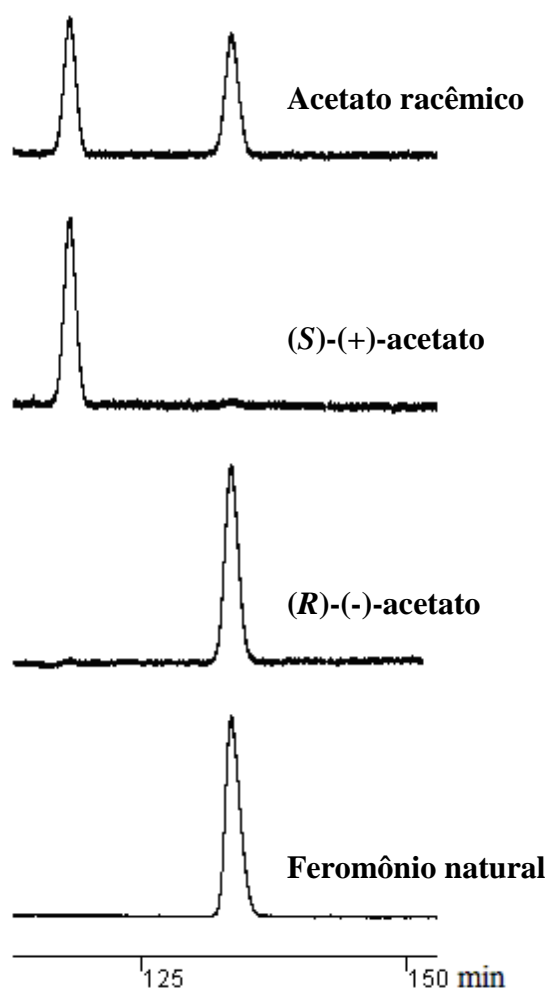 Acetato racêmico
(S)-(+)-acetato
(R)-(-)-acetato
Feromônio natural
125 150 min